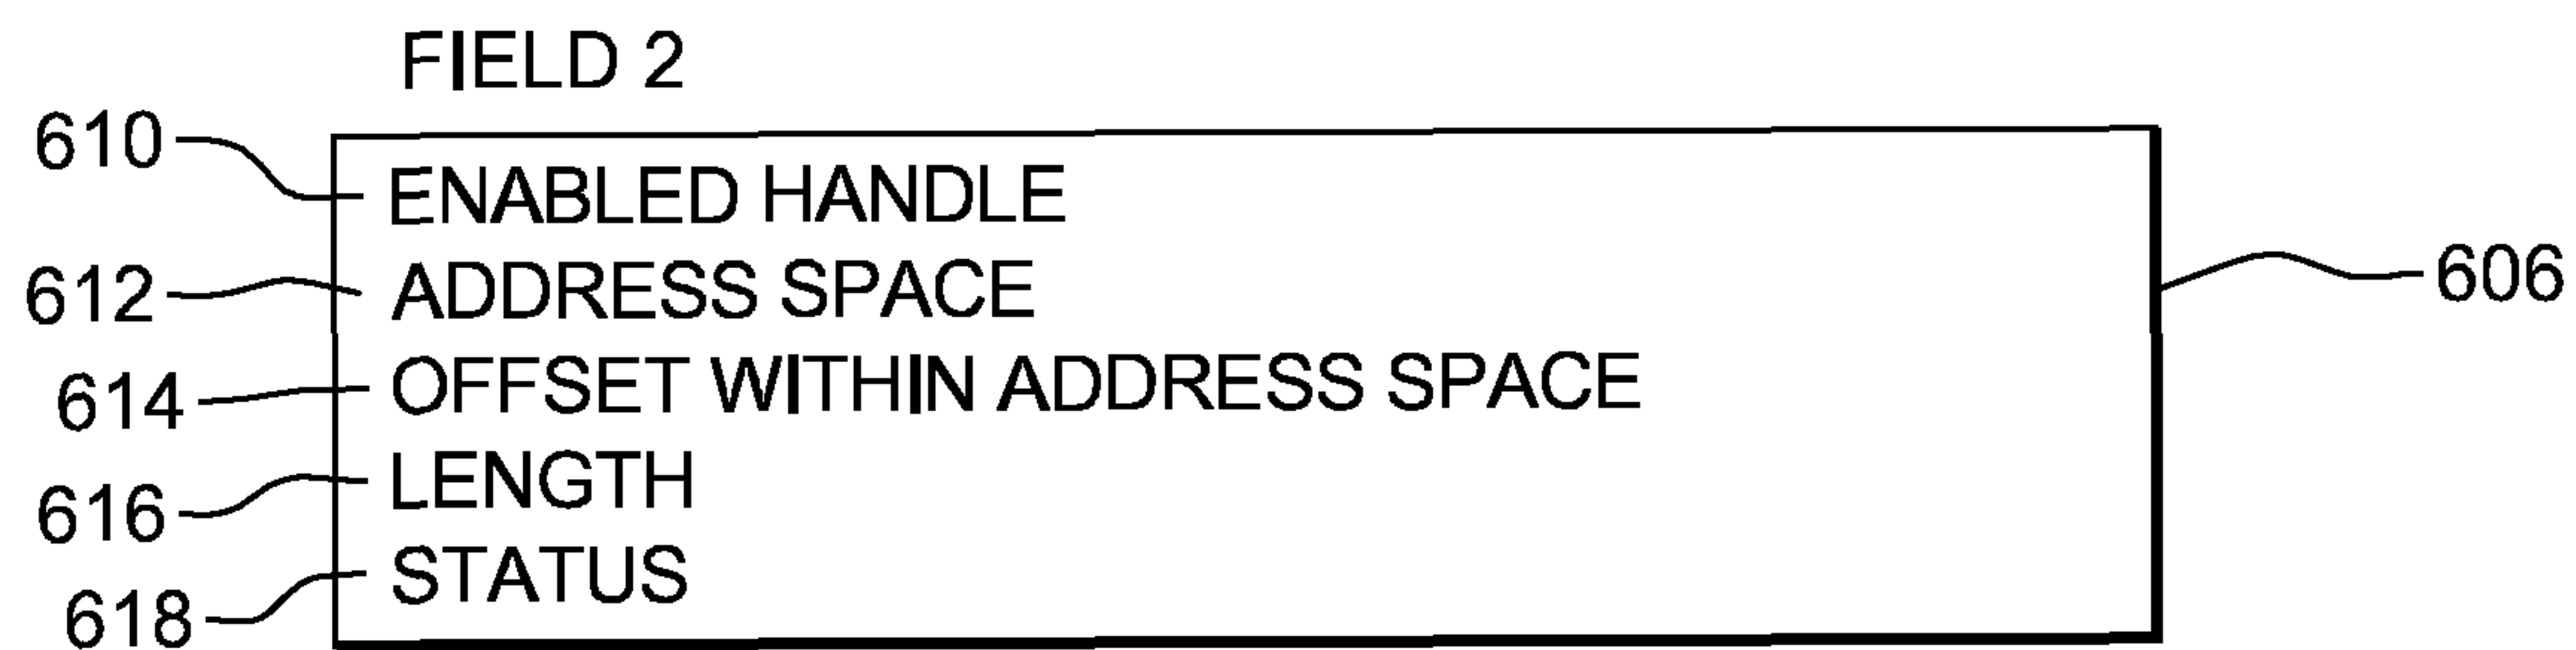 FIELD 2
610 ENABLED HANDLE
612 ADDRESS SPACE 606
614 OFFSET WITHIN ADDRESS SPACE
616 LENGTH
618 STATUS